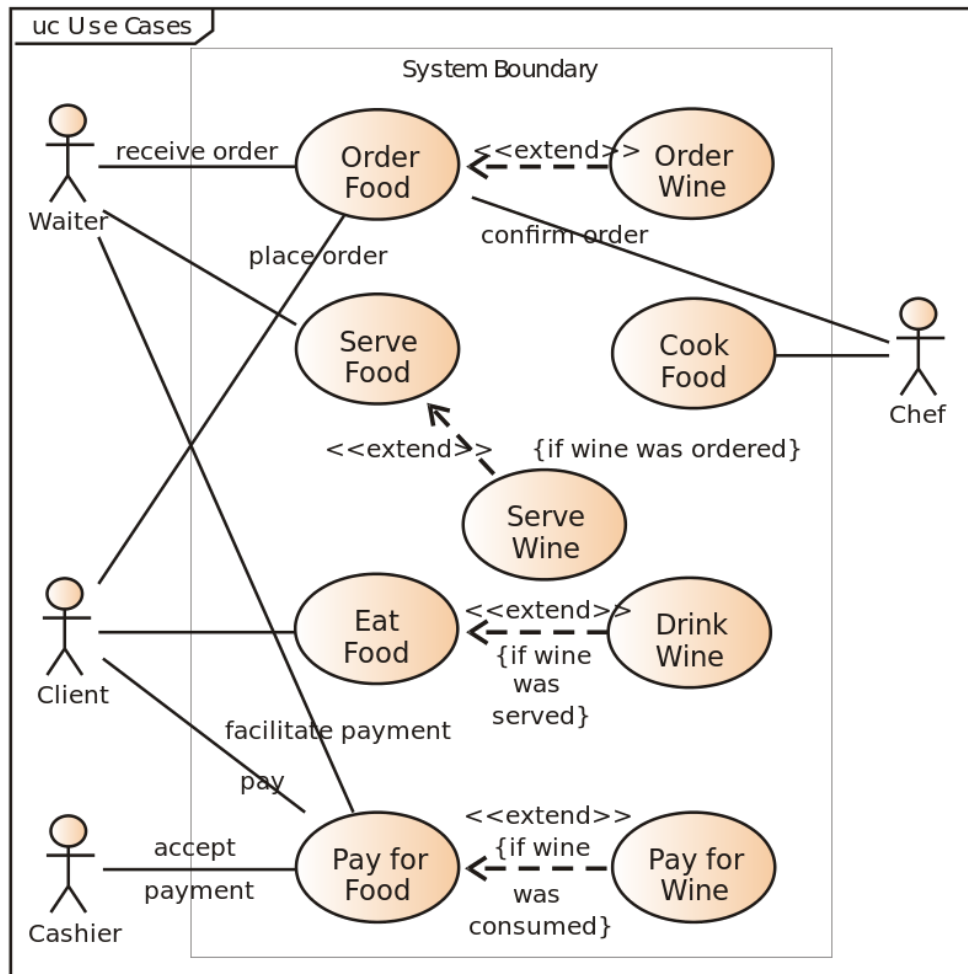 uc Use Cases
System Boundary
receive order
Order
Food
<<extend>>
Order
Wine
Waiter
place order
confirm order
Serve
Food
Cook
Food
Chef
<<extend>>
{if wine was ordered}
Serve
Wine
Eat
Food
<<extend>>
{if wine
was
served}
Drink
Wine
Client
facilitate payment
pay
accept
payment
Pay for
Food
<<extend>>
{if wine
was
consumed}
Pay for
Wine
Cashier